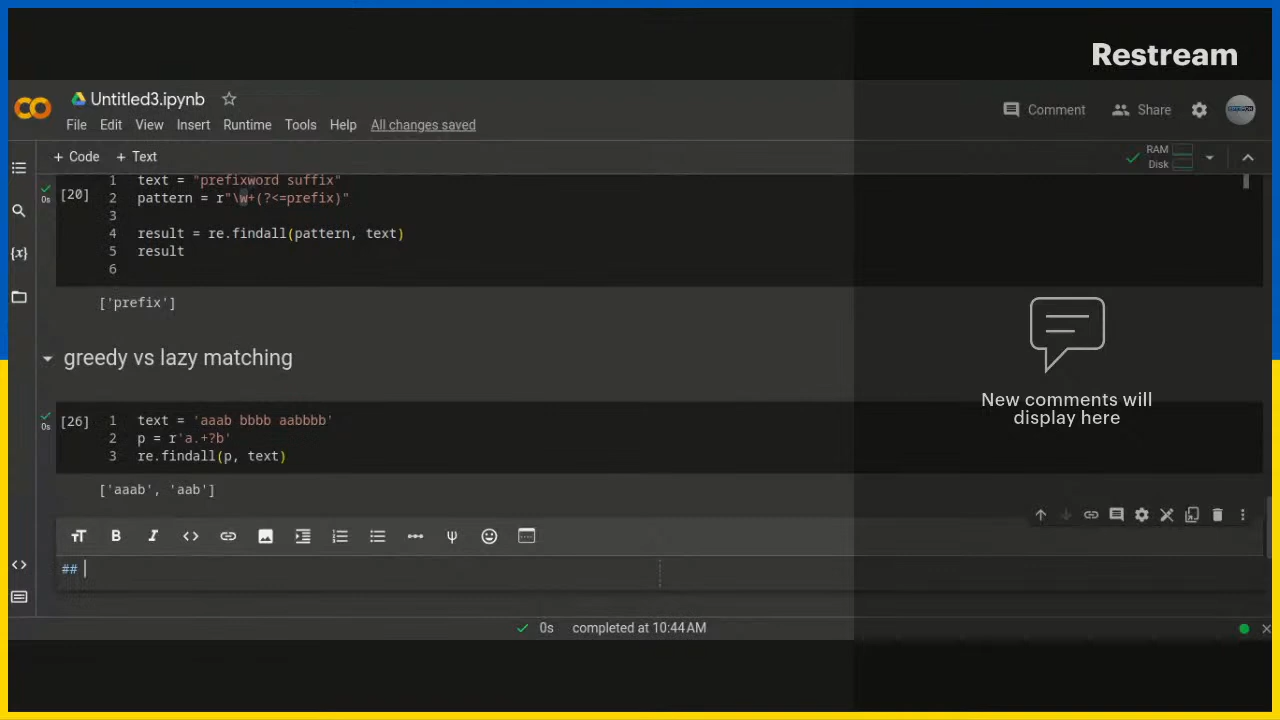 Restream
Untitled3.ipynb
Comment
Share
File Edit View Insert Runtime Tools Help All changes saved
+ Code + Text
RAM
Disk
[20]
1 text = "prefixword suffix"
2 pattern = r"\w+(?<=prefix)"
3
4 result = re.findall(pattern, text)
5 result
6
['prefix']
greedy vs lazy matching
[26]
1 text = 'aaab bbbb aabbbb'
2 p = r'a.+?b'
3 re.findall(p, text)
['aaab', 'aab']
##
0s completed at 10:44 AM
New comments will
display here
{x}
0s
0s